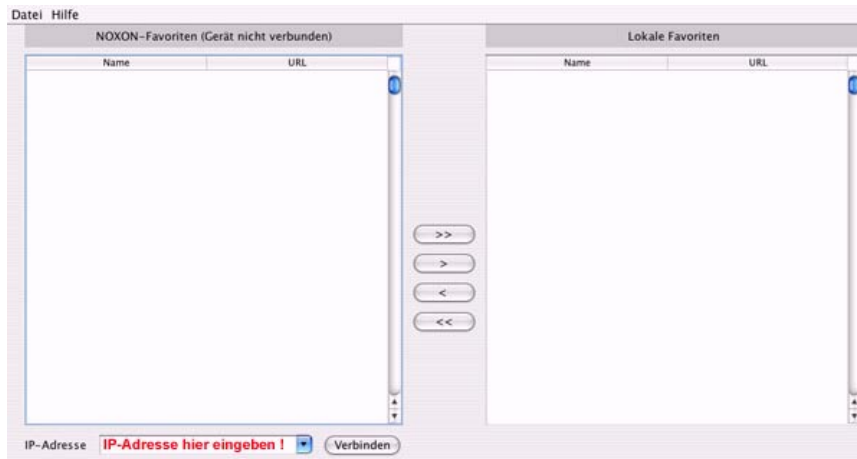 Datei Hilfe
NOXON-Favoriten (Gerät nicht verbunden)
Lokale Favoriten
Name URL
Name URL
>>
>
<
<<
IP-Adresse IP-Adresse hier eingeben ! Verbinden